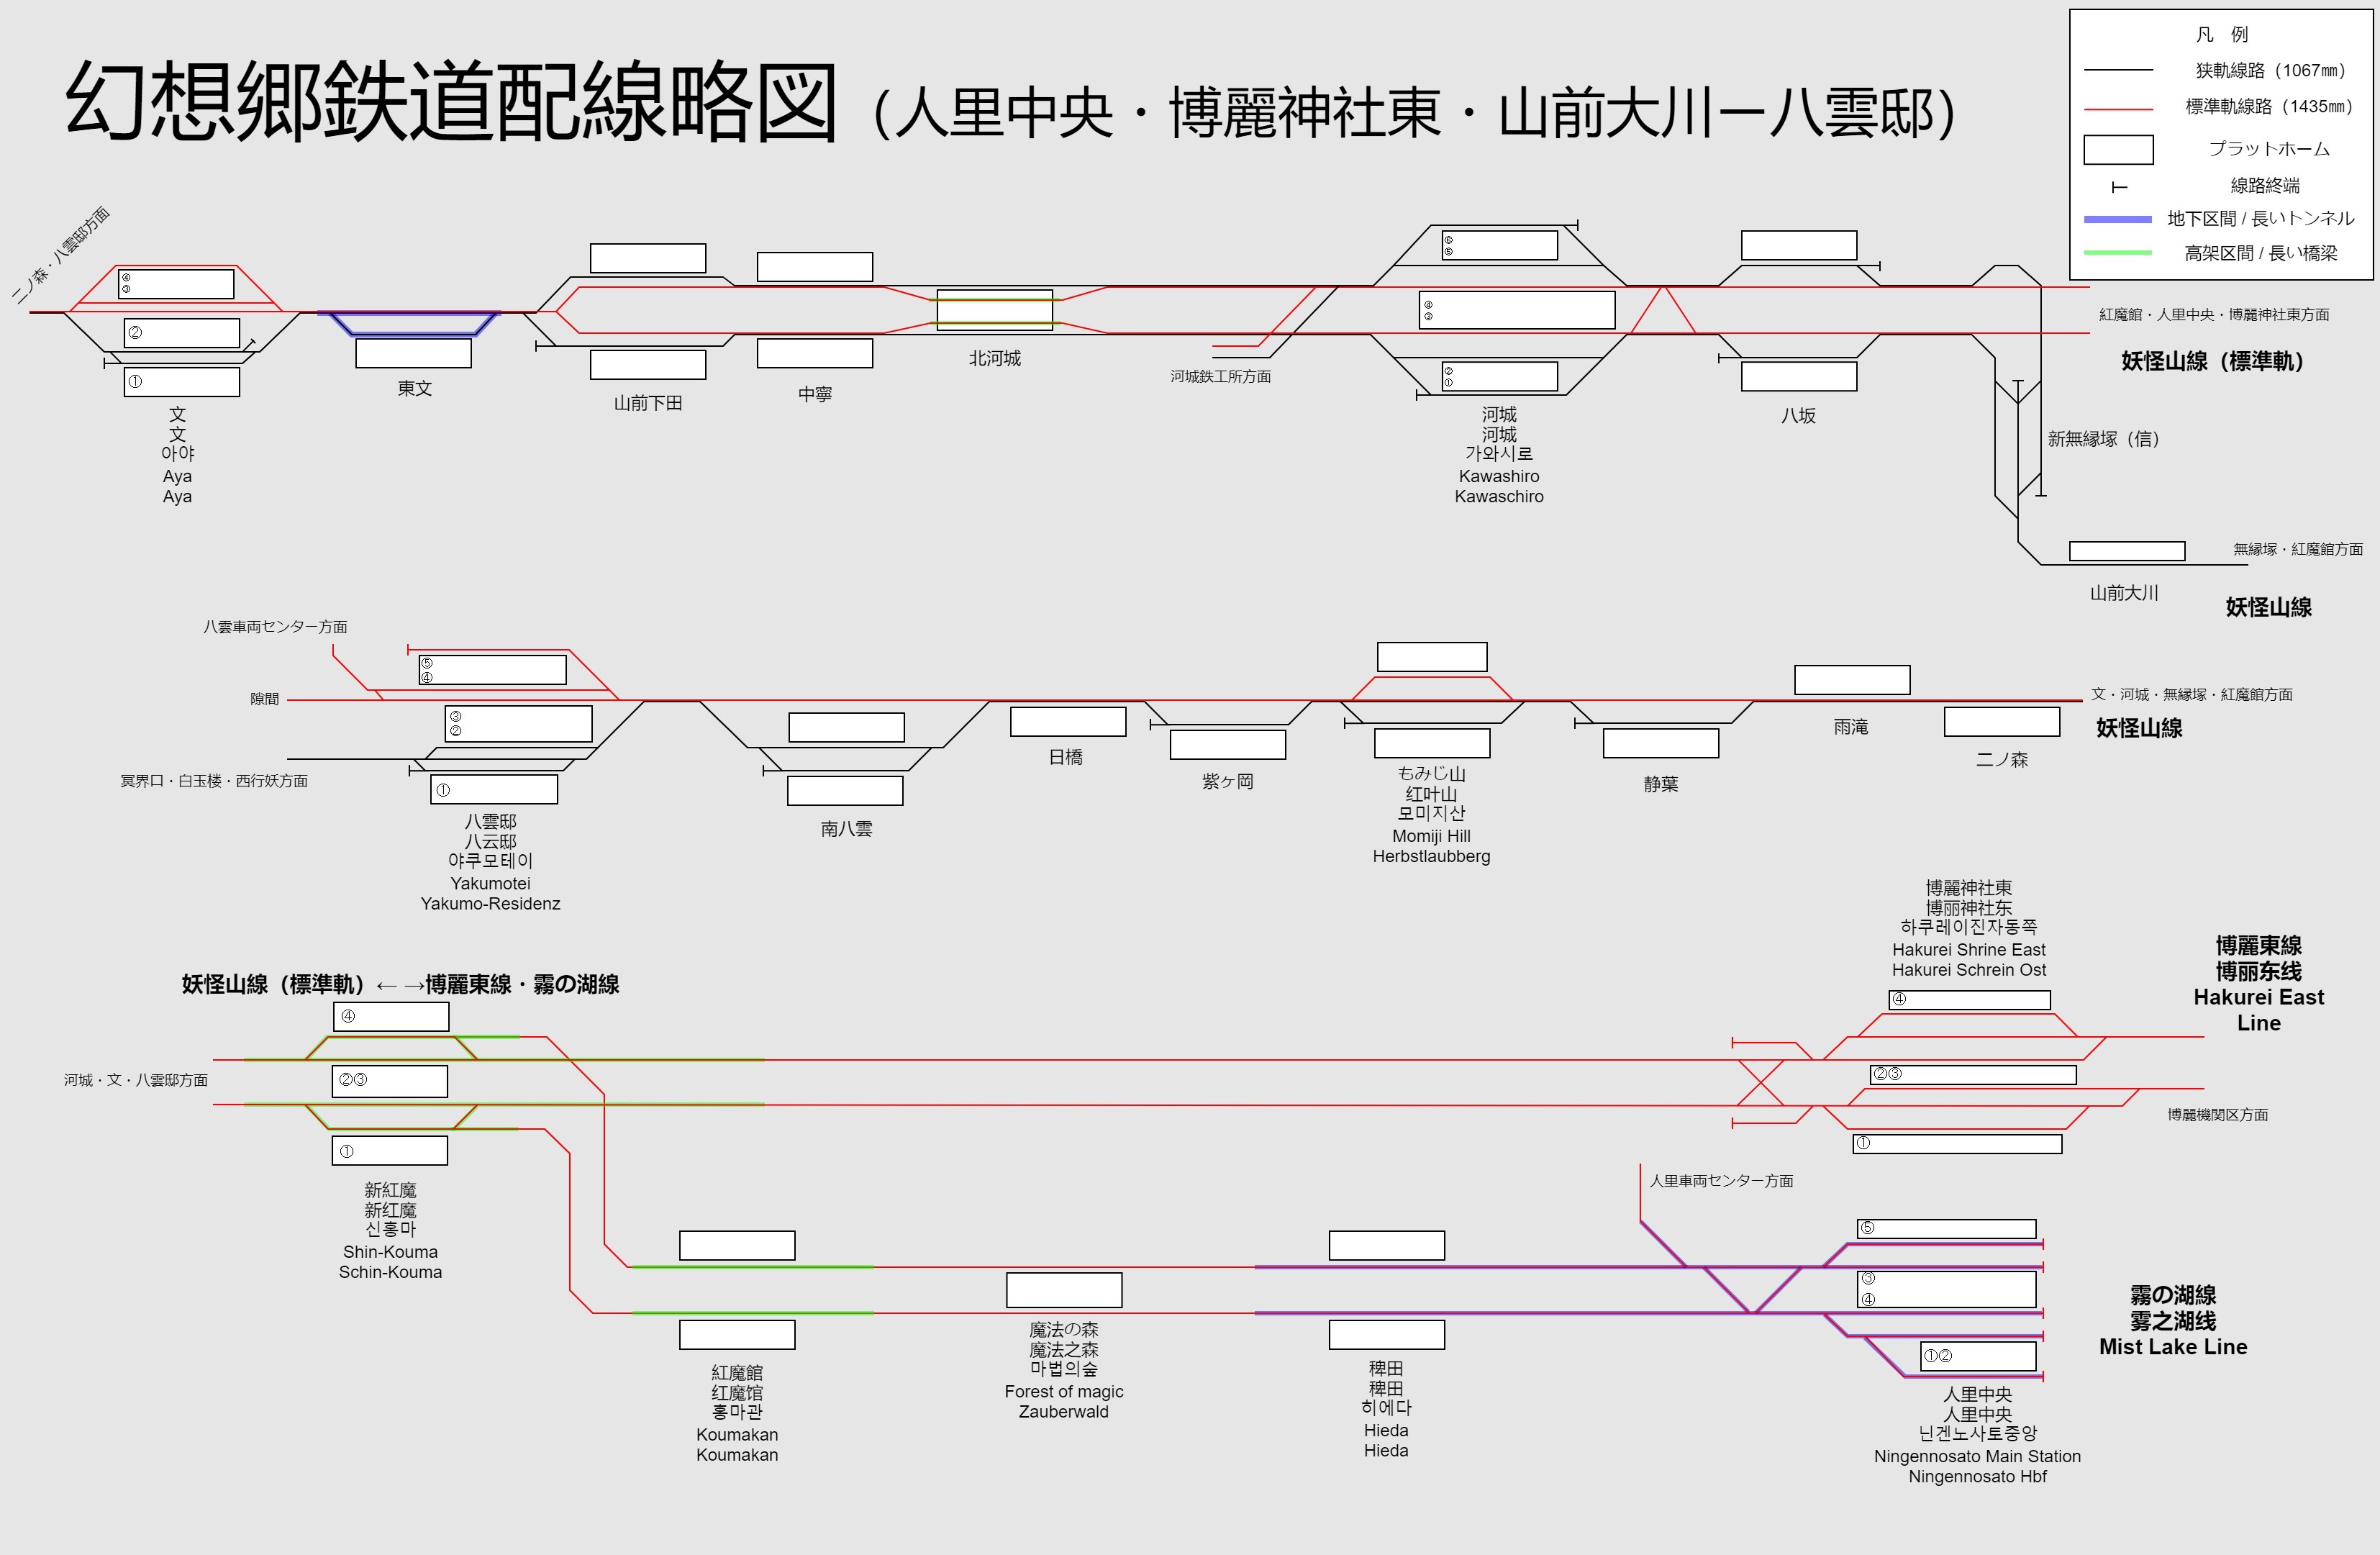 幻想郷鉄道配線略図（人里中央・博麗神社東・山前大川ー八雲邸）
凡　例
狭軌線路（1067㎜）
標準軌線路（1435㎜）
プラットホーム
線路終端
地下区間 / 長いトンネル
高架区間 / 長い橋梁
二ノ森・八雲邸方面
④
③
②
①
文
文
아야
Aya
Aya
東文
山前下田
中寧
北河城
河城鉄工所方面
⑥
⑤
④
③
②
①
河城
河城
가와시로
Kawashiro
Kawaschiro
八坂
紅魔館・人里中央・博麗神社東方面
妖怪山線（標準軌）
新無縁塚（信）
無縁塚・紅魔館方面
山前大川
妖怪山線
八雲車両センター方面
隙間
冥界口・白玉楼・西行妖方面
⑤
④
③
②
①
八雲邸
八云邸
야쿠모테이
Yakumotei
Yakumo-Residenz
南八雲
日橋
紫ヶ岡
もみじ山
红叶山
모미지산
Momiji Hill
Herbstlaubberg
静葉
雨滝
二ノ森
文・河城・無縁塚・紅魔館方面
妖怪山線
妖怪山線（標準軌）← →博麗東線・霧の湖線
④
②③
①
河城・文・八雲邸方面
新紅魔
新红魔
신홍마
Shin-Kouma
Schin-Kouma
博麗神社東
博丽神社东
하쿠레이진자동쪽
Hakurei Shrine East
Hakurei Schrein Ost
④
②③
①
博麗東線
博丽东线
Hakurei East
Line
博麗機関区方面
人里車両センター方面
紅魔館
红魔馆
홍마관
Koumakan
Koumakan
魔法の森
魔法之森
마법의숲
Forest of magic
Zauberwald
稗田
稗田
히에다
Hieda
Hieda
⑤
③
④
①②
人里中央
人里中央
닌겐노사토중앙
Ningennosato Main Station
Ningennosato Hbf
霧の湖線
雾之湖线
Mist Lake Line